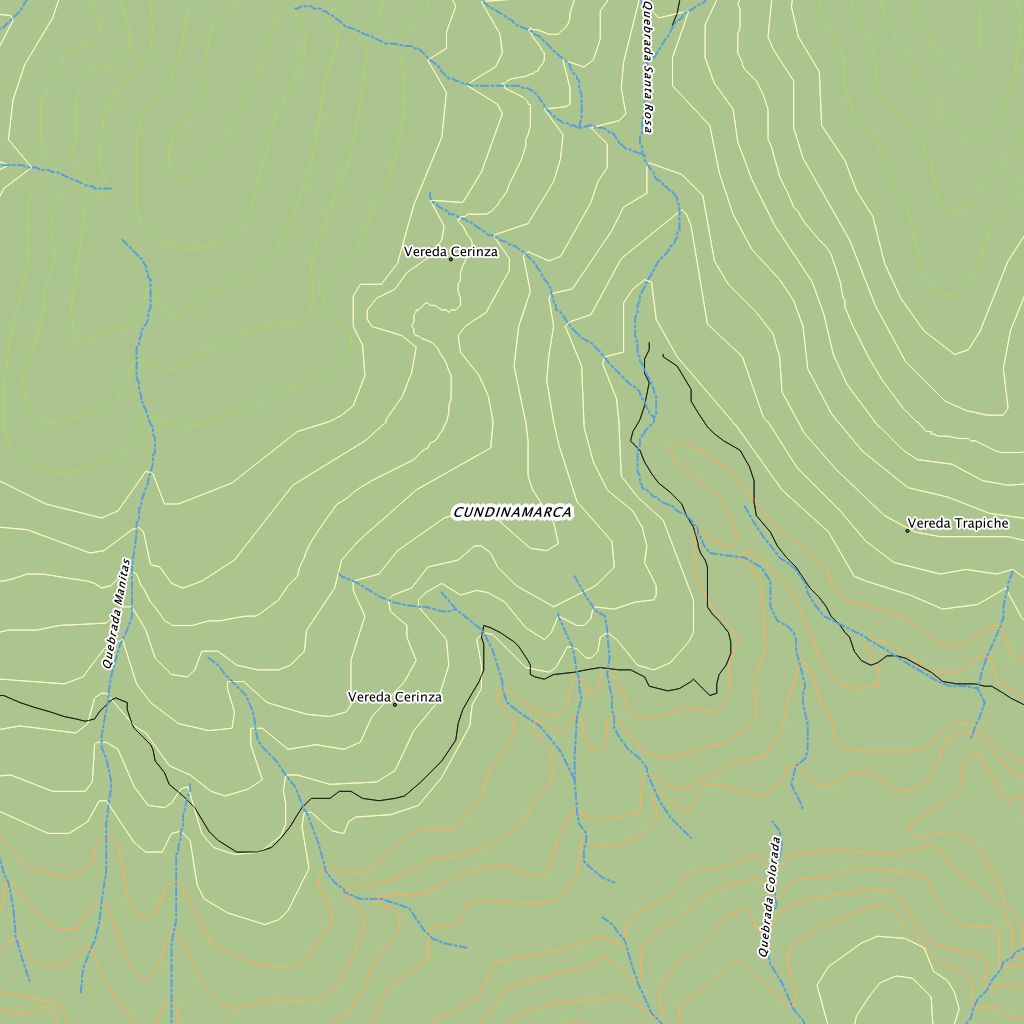 Quebrada Santa Rosa
Vereda Cerinza
CUNDINAMARCA
Vereda Trapiche
Quebrada Manitas
Vereda Cerinza
Quebrada Colorada